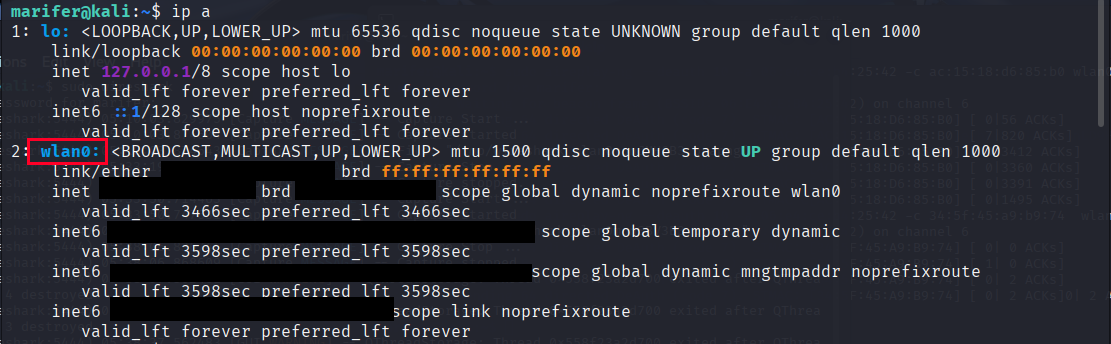 marifer@kali:~$ ip a
1: lo: <LOOPBACK,UP,LOWER_UP> mtu 65536 qdisc noqueue state UNKNOWN group default qlen 1000
link/loopback 00:00:00:00:00:00 brd 00:00:00:00:00:00
inet 127.0.0.1/8 scope host lo
valid_lft forever preferred_lft forever
inet6 ::1/128 scope host noprefixroute
valid_lft forever preferred_lft forever
2: wlan0: <BROADCAST,MULTICAST,UP,LOWER_UP> mtu 1500 qdisc noqueue state UP group default qlen 1000
link/ether brd ff:ff:ff:ff:ff:ff
inet brd scope global dynamic noprefixroute wlan0
valid_lft 3466sec preferred_lft 3466sec
inet6 scope global temporary dynamic
valid_lft 3598sec preferred_lft 3598sec
inet6 scope global dynamic mngtmpaddr noprefixroute
valid_lft 3598sec preferred_lft 3598sec
inet6 scope link noprefixroute
valid_lft forever preferred_lft forever